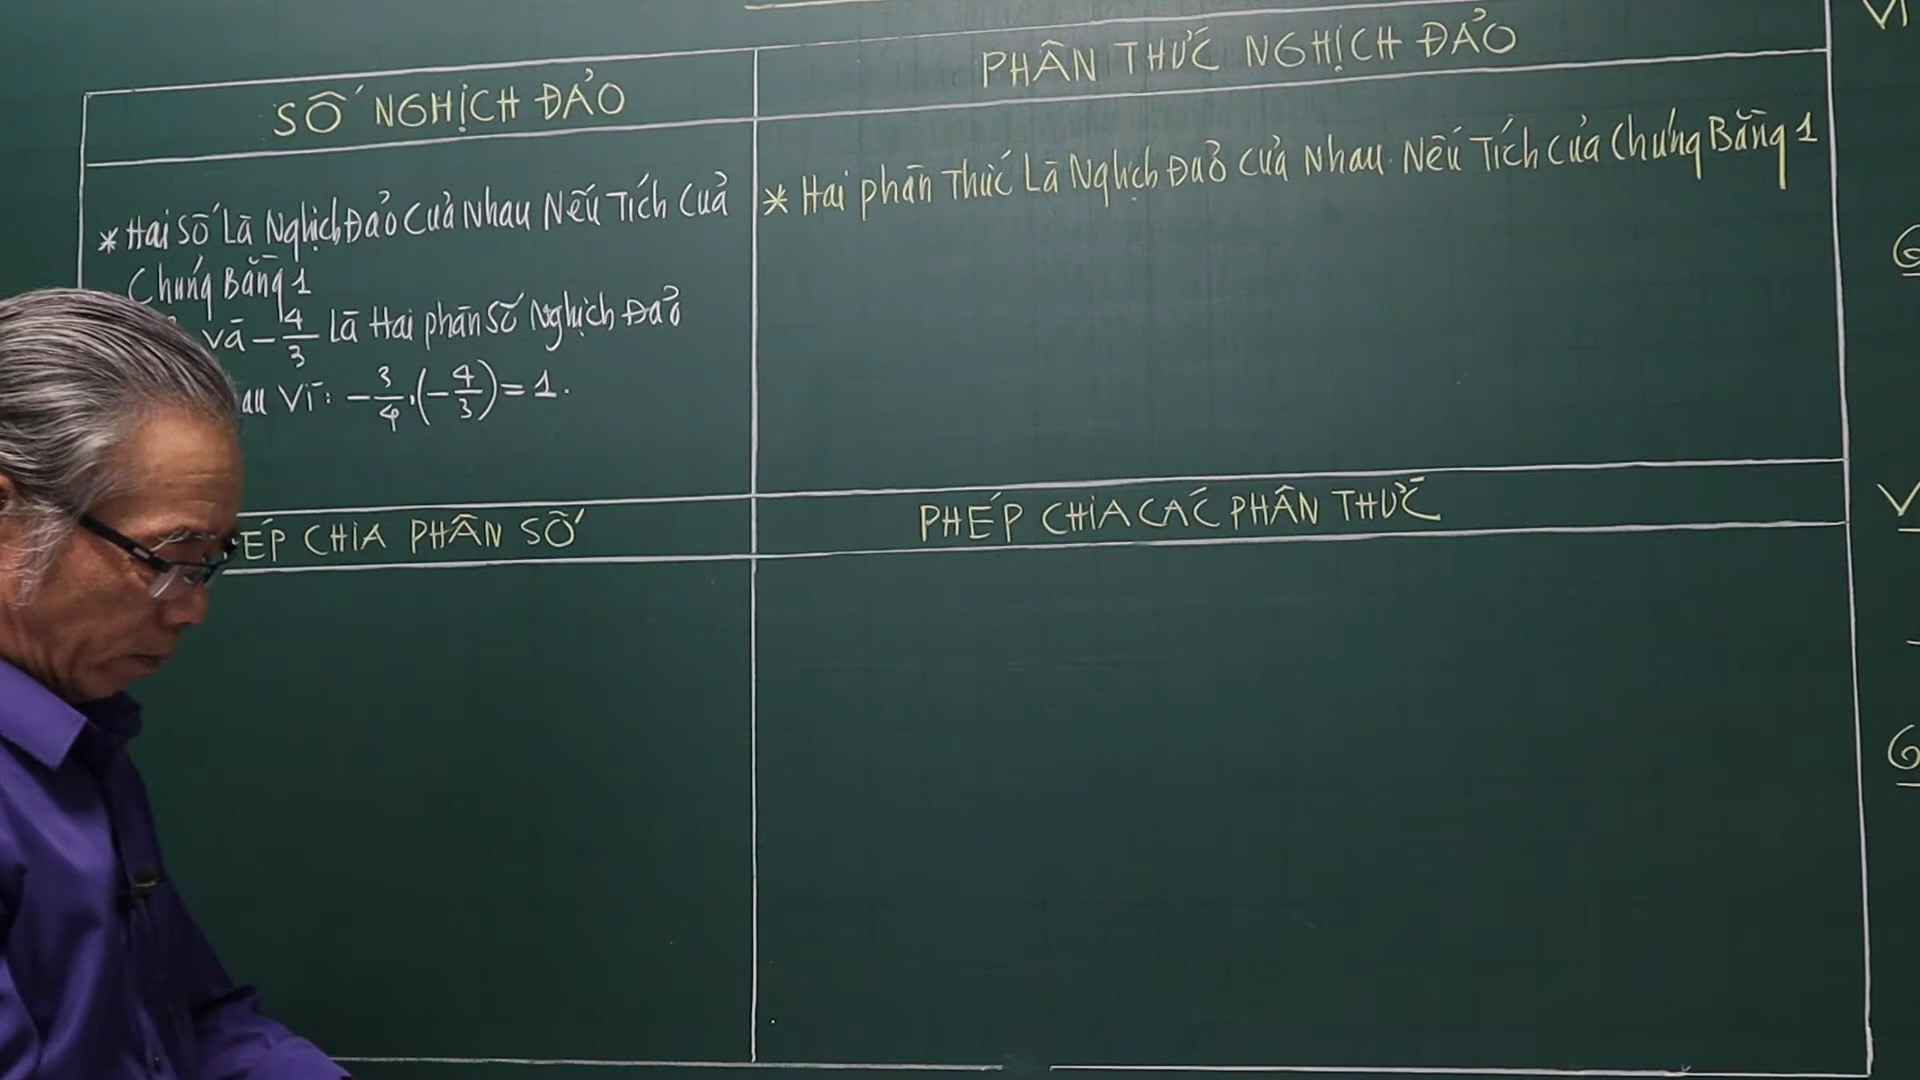 SỐ NGHỊCH ĐẢO
PHÂN THỨC NGHỊCH ĐẢO
* Hai Số Là Nghịch Đảo Của Nhau Nếu Tích Của
Chúng Bằng 1
và - 4/3 Là Hai phân Số Nghịch Đảo
Vì: - 3/4 . (- 4/3) = 1.
* Hai phân Thức Là Nghịch Đảo Của Nhau Nếu Tích Của Chúng Bằng 1
CHIA PHÂN SỐ
PHÉP CHIA CÁC PHÂN THỨC